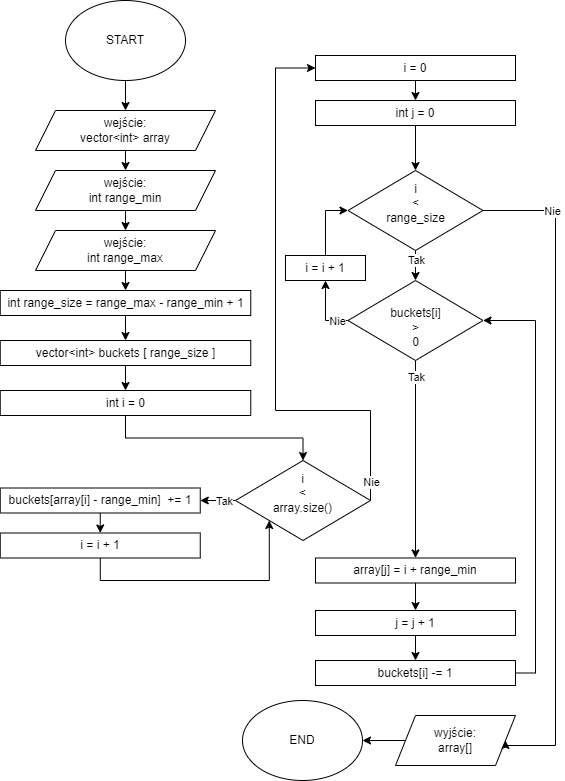 START
wejście:
vector<int> array
wejście:
int range_min
wejście:
int range_max
int range_size = range_max - range_min + 1
vector<int> buckets [ range_size ]
int i = 0
i
<
array.size()
Tak
Nie
buckets[array[i] - range_min] += 1
i = i + 1
i = 0
int j = 0
i
<
range_size
Nie
Tak
i = i + 1
buckets[i]
>
0
Nie
Tak
array[j] = i + range_min
j = j + 1
buckets[i] -= 1
wyjście:
array[]
END